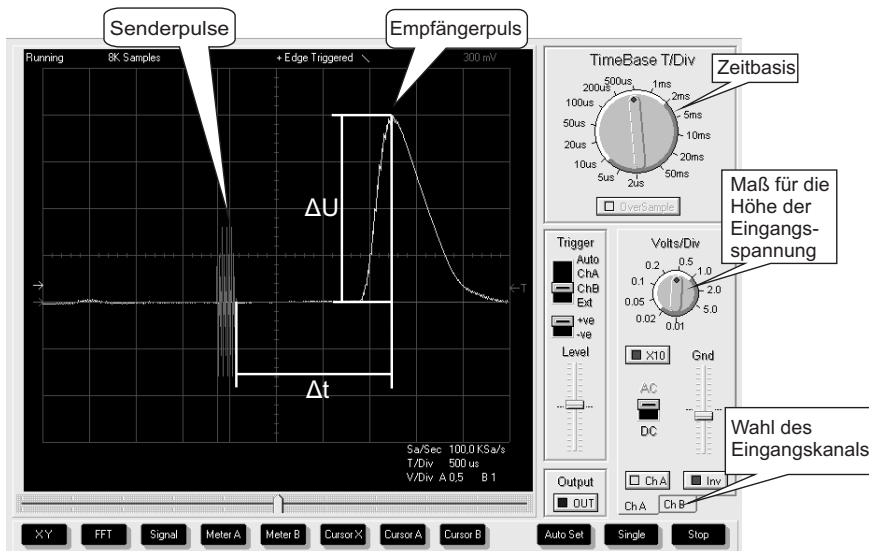 Senderpulse
Empfängerpuls
Running
8K Samples
+ Edge Triggered
300 mV
TimeBase T/Div
Zeitbasis
500us
1ms
200us
2ms
100us
5ms
50us
10ms
20us
20ms
10us
50ms
5us
2us
OverSample
ΔU
Δt
T
Maß für die
Höhe der
Eingangs-
spannung
Trigger
Auto
ChA
ChB
Ext
+ve
-ve
Level
Volts/Div
0.5
0.2
1.0
0.1
2.0
0.05
5.0
0.02
0.01
X10
Gnd
AC
DC
Wahl des
Eingangskanals
Sa/Sec 100,0 KSa/s
T/Div 500 us
V/Div A 0,5 B 1
Output
OUT
Ch A
Inv
Ch A
Ch B
X Y
FFT
Signal
Meter A
Meter B
Cursor X
Cursor A
Cursor B
Auto Set
Single
Stop